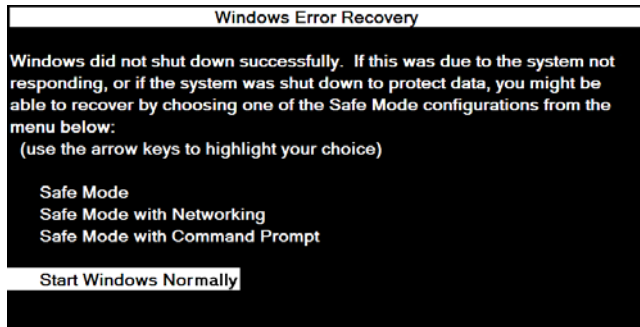 Windows Error Recovery
Windows did not shut down successfully. If this was due to the system not
responding, or if the system was shut down to protect data, you might be
able to recover by choosing one of the Safe Mode configurations from the
menu below:
(use the arrow keys to highlight your choice)
Safe Mode
Safe Mode with Networking
Safe Mode with Command Prompt
Start Windows Normally